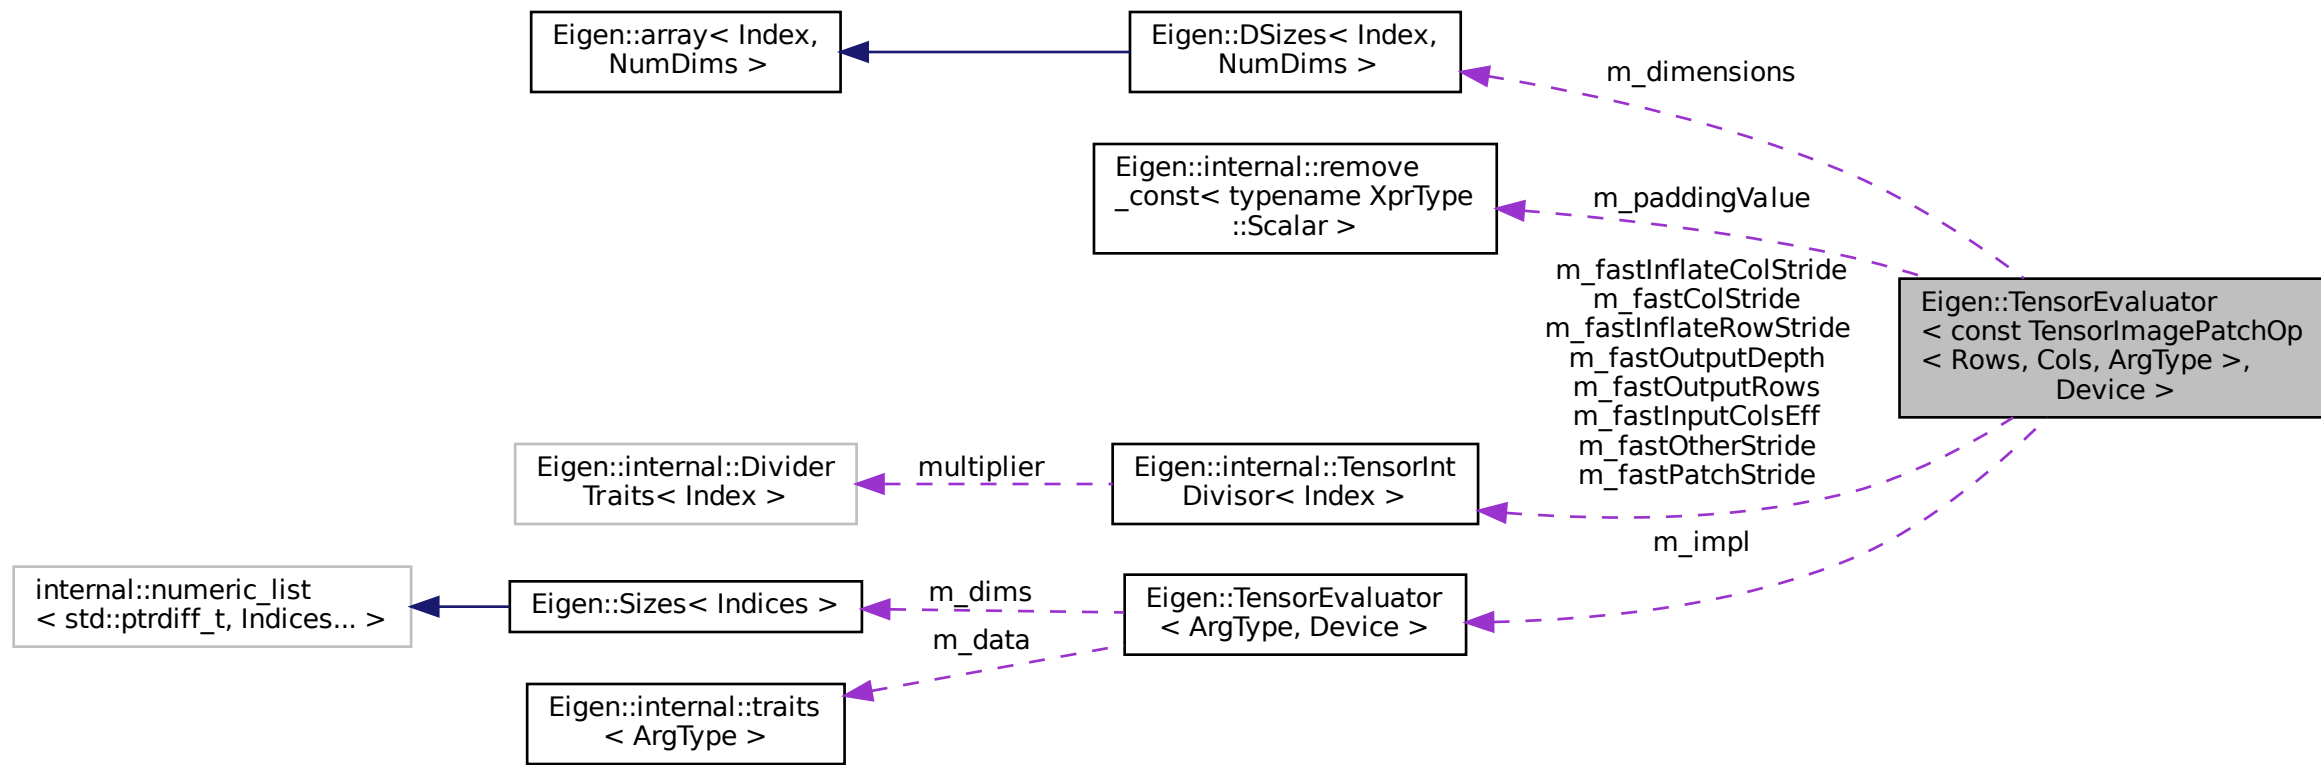 Eigen::array< Index,
NumDims >
Eigen::DSizes< Index,
NumDims >
m_dimensions
Eigen::internal::remove
_const< typename XprType
::Scalar >
m_paddingValue
m_fastInflateColStride
m_fastColStride
m_fastInflateRowStride
m_fastOutputDepth
m_fastOutputRows
m_fastInputColsEff
m_fastOtherStride
m_fastPatchStride
Eigen::TensorEvaluator
< const TensorImagePatchOp
< Rows, Cols, ArgType >,
Device >
Eigen::internal::Divider
Traits< Index >
multiplier
Eigen::internal::TensorInt
Divisor< Index >
m_impl
internal::numeric_list
< std::ptrdiff_t, Indices... >
Eigen::Sizes< Indices >
m_dims
m_data
Eigen::TensorEvaluator
< ArgType, Device >
Eigen::internal::traits
< ArgType >